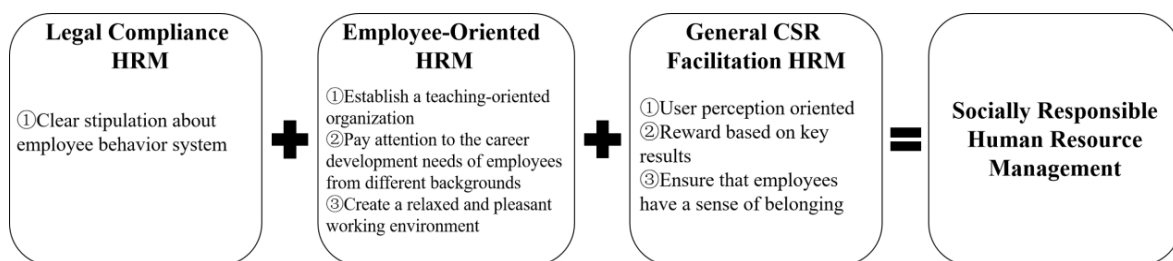 Legal Compliance
HRM
①Clear stipulation about
employee behavior system
Employee-Oriented
HRM
①Establish a teaching-oriented
organization
②Pay attention to the career
development needs of employees
from different backgrounds
③Create a relaxed and pleasant
working environment
General CSR
Facilitation HRM
①User perception oriented
②Reward based on key
results
③Ensure that employees
have a sense of belonging
Socially Responsible
Human Resource
Management